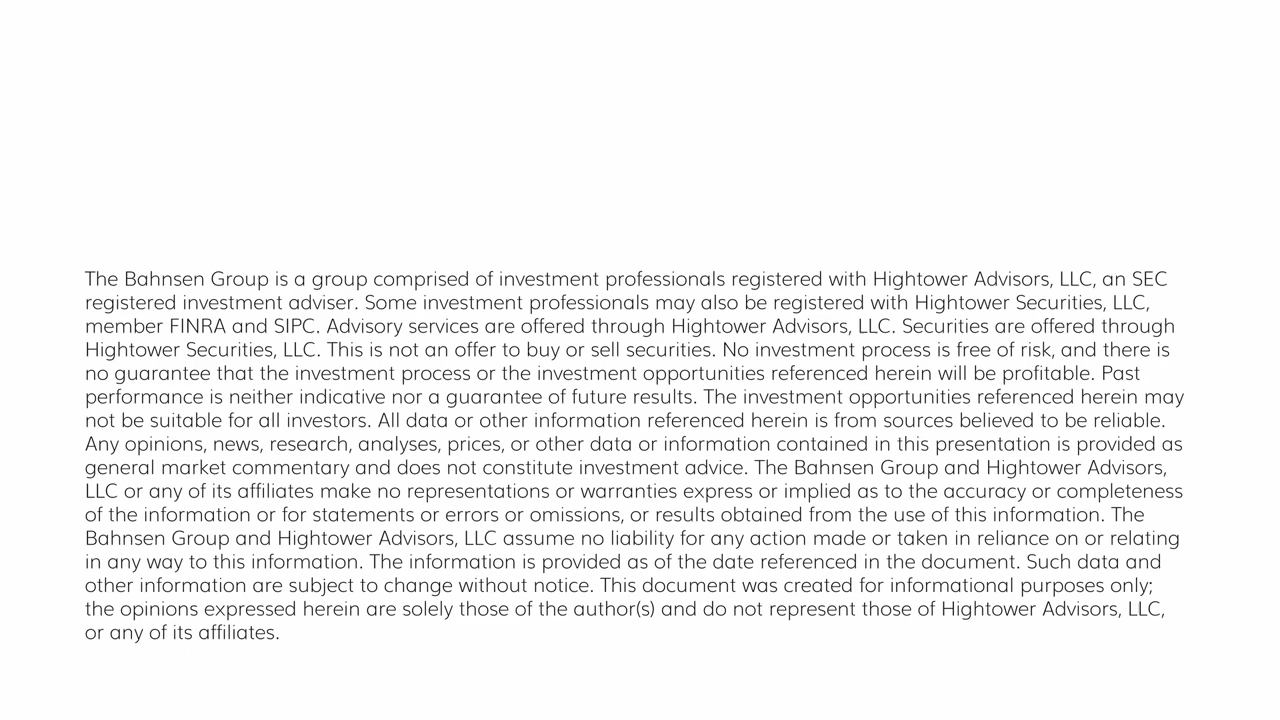 The Bahnsen Group is a group comprised of investment professionals registered with Hightower Advisors, LLC, an SEC
registered investment adviser. Some investment professionals may also be registered with Hightower Securities, LLC,
member FINRA and SIPC. Advisory services are offered through Hightower Advisors, LLC. Securities are offered through
Hightower Securities, LLC. This is not an offer to buy or sell securities. No investment process is free of risk, and there is
no guarantee that the investment process or the investment opportunities referenced herein will be profitable. Past
performance is neither indicative nor a guarantee of future results. The investment opportunities referenced herein may
not be suitable for all investors. All data or other information referenced herein is from sources believed to be reliable.
Any opinions, news, research, analyses, prices, or other data or information contained in this presentation is provided as
general market commentary and does not constitute investment advice. The Bahnsen Group and Hightower Advisors,
LLC or any of its affiliates make no representations or warranties express or implied as to the accuracy or completeness
of the information or for statements or errors or omissions, or results obtained from the use of this information. The
Bahnsen Group and Hightower Advisors, LLC assume no liability for any action made or taken in reliance on or relating
in any way to this information. The information is provided as of the date referenced in the document. Such data and
other information are subject to change without notice. This document was created for informational purposes only;
the opinions expressed herein are solely those of the author(s) and do not represent those of Hightower Advisors, LLC,
or any of its affiliates.